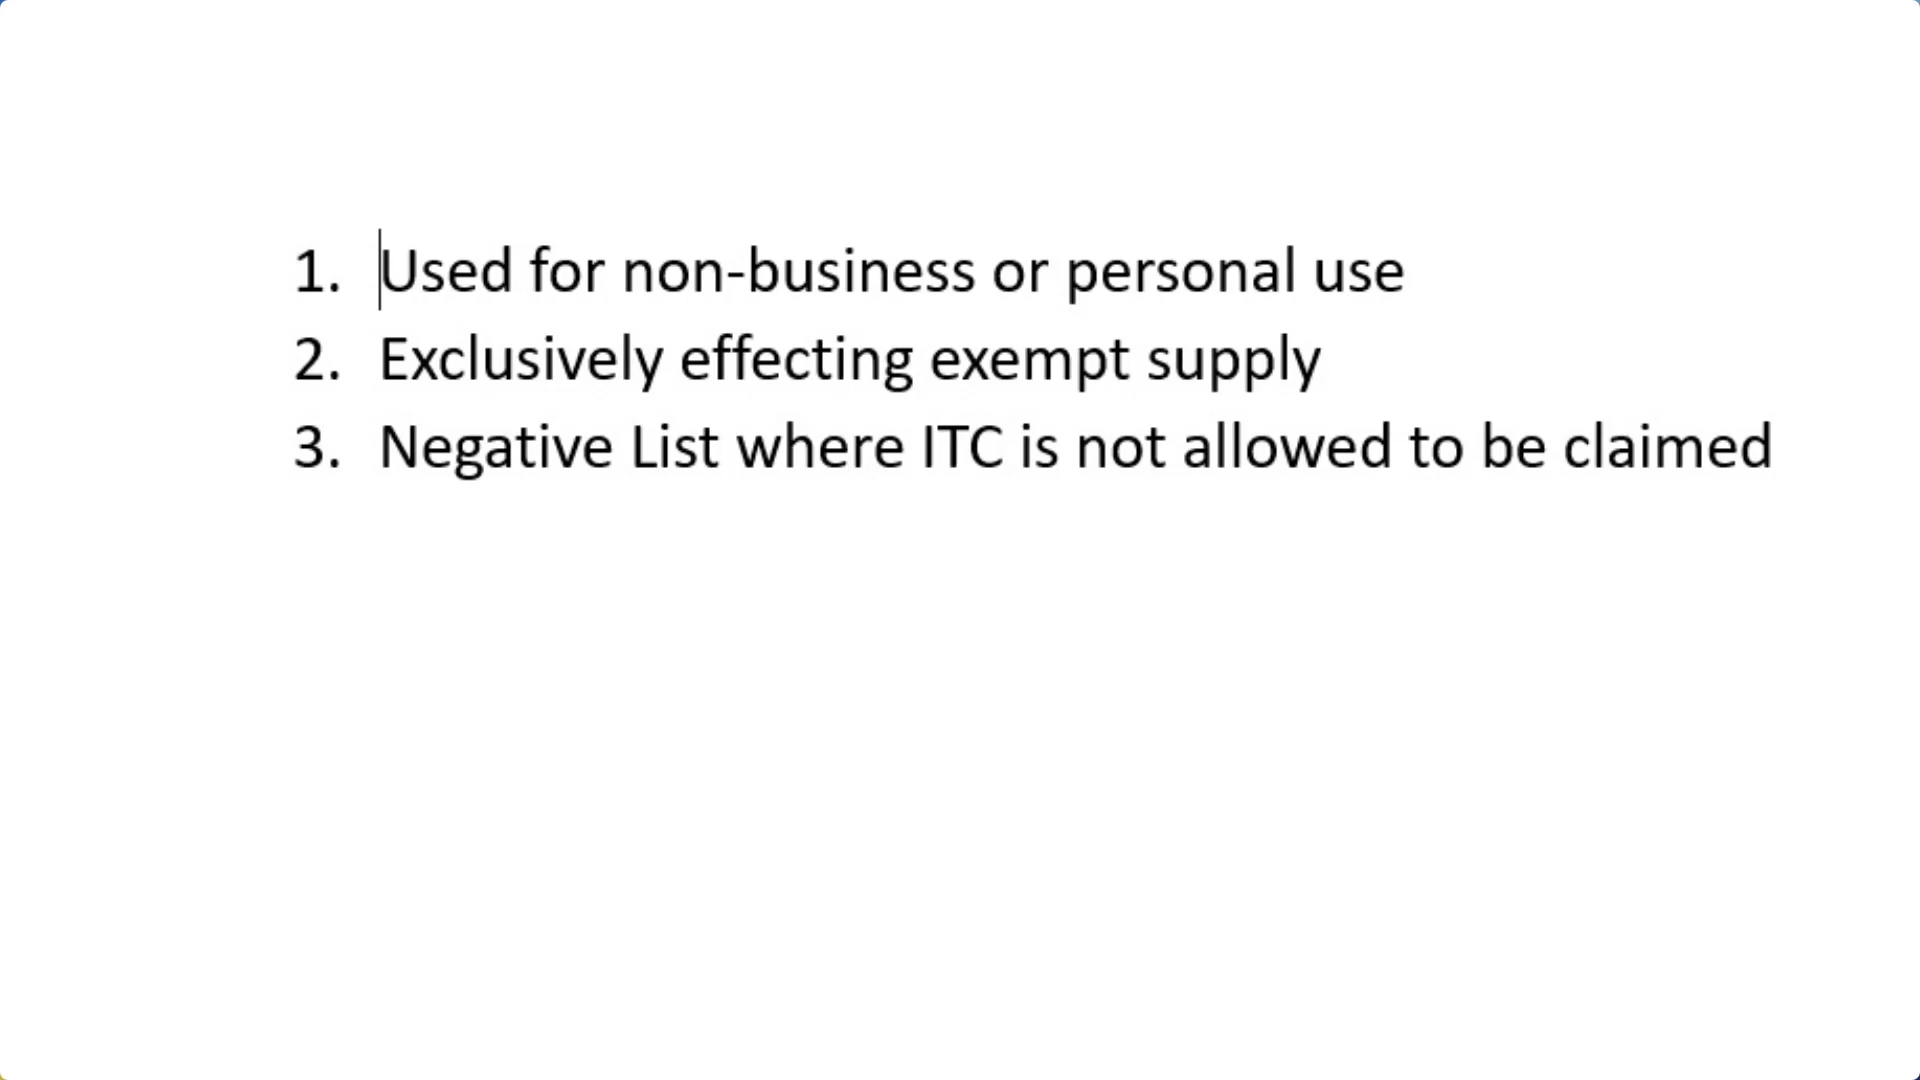 1. Used for non-business or personal use
2. Exclusively effecting exempt supply
3. Negative List where ITC is not allowed to be claimed